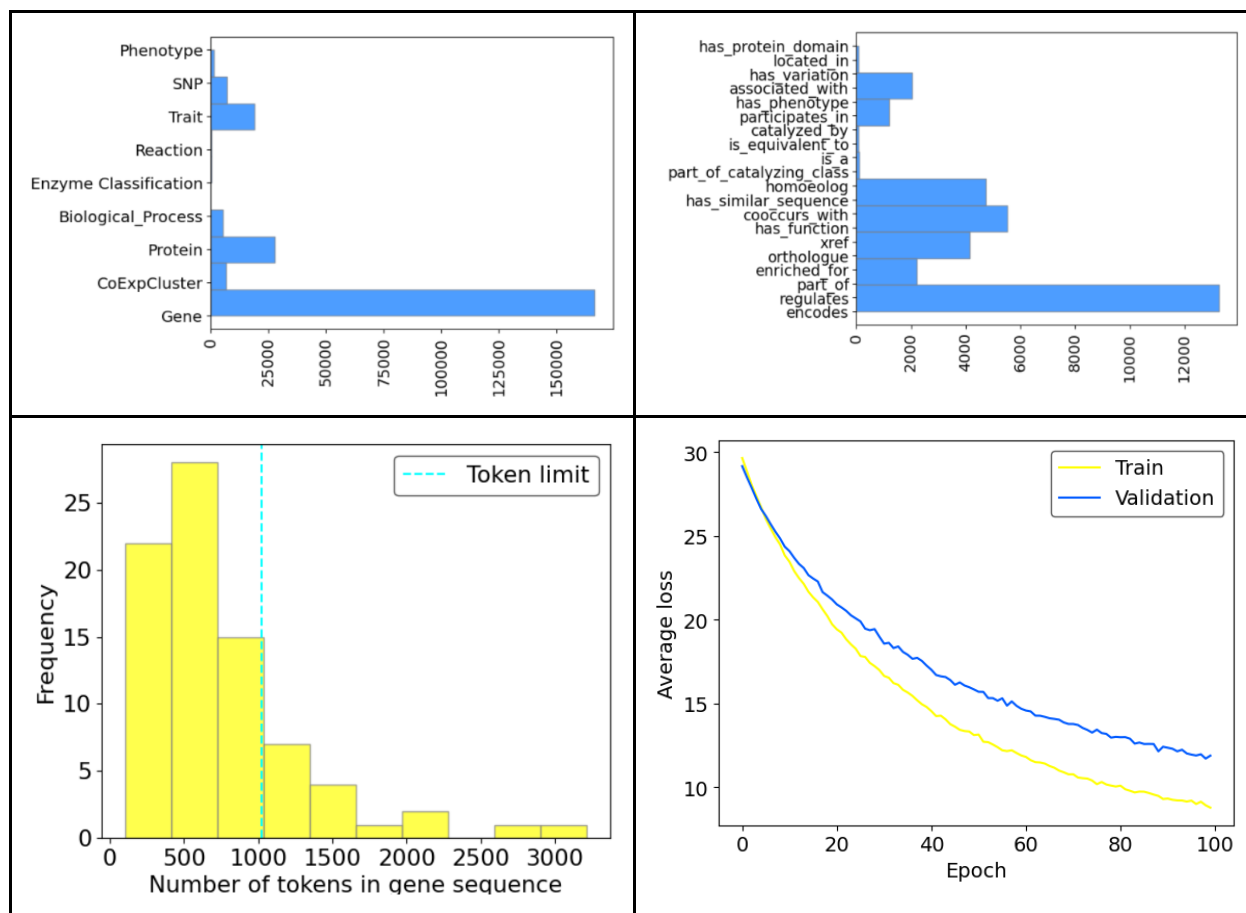 Phenotype
SNP
Trait
Reaction
Enzyme Classification
Biological_Process
Protein
CoExpCluster
Gene
0
25000
50000
75000
100000
125000
150000
has_protein_domain
located_in
has_variation
associated_with
has_phenotype
participates_in
catalyzed_by
is_equivalent_to
is_a
part_of_catalyzing_class
homoeolog
has_similar_sequence
cooccurs_with
has_function
xref
orthologue
enriched_for
part_of
regulates
encodes
0
2000
4000
6000
8000
10000
12000
Token limit
25
20
15
10
5
0
Frequency
0 500 1000 1500 2000 2500 3000
Number of tokens in gene sequence
Train
Validation
30
25
20
15
10
Average loss
0 20 40 60 80 100
Epoch